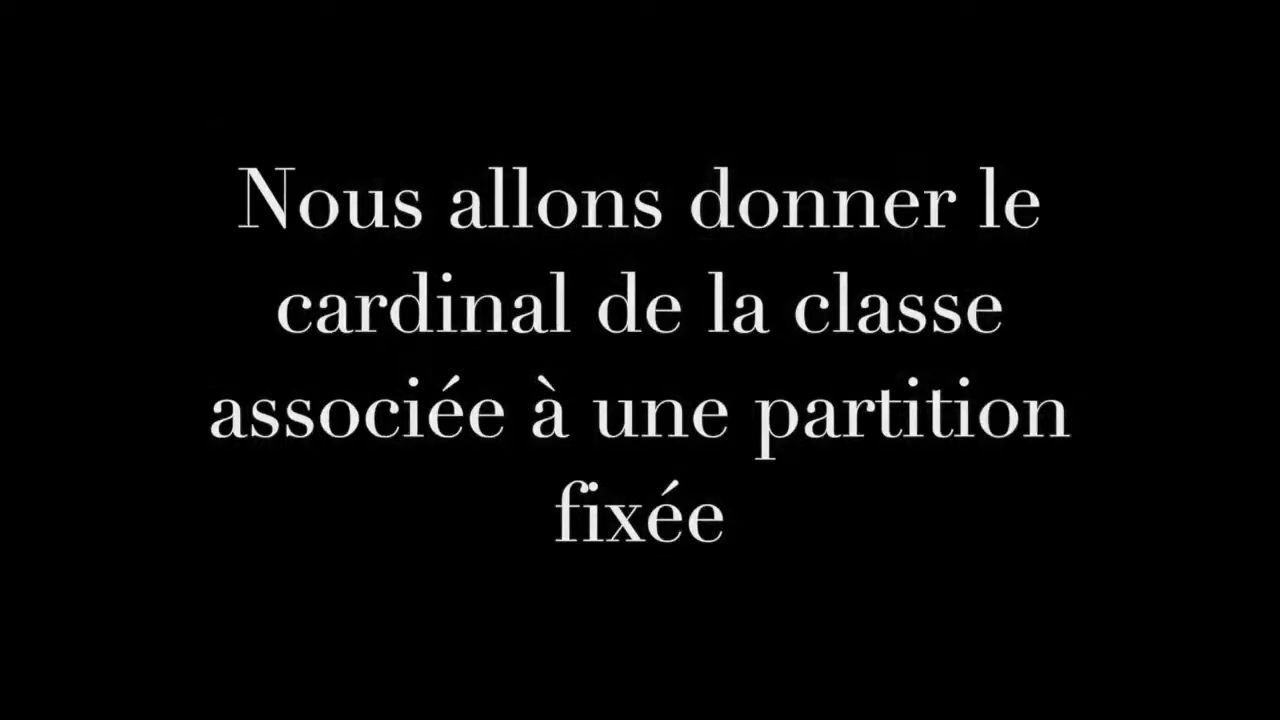 Nous allons donner le
cardinal de la classe
associée à une partition
fixée